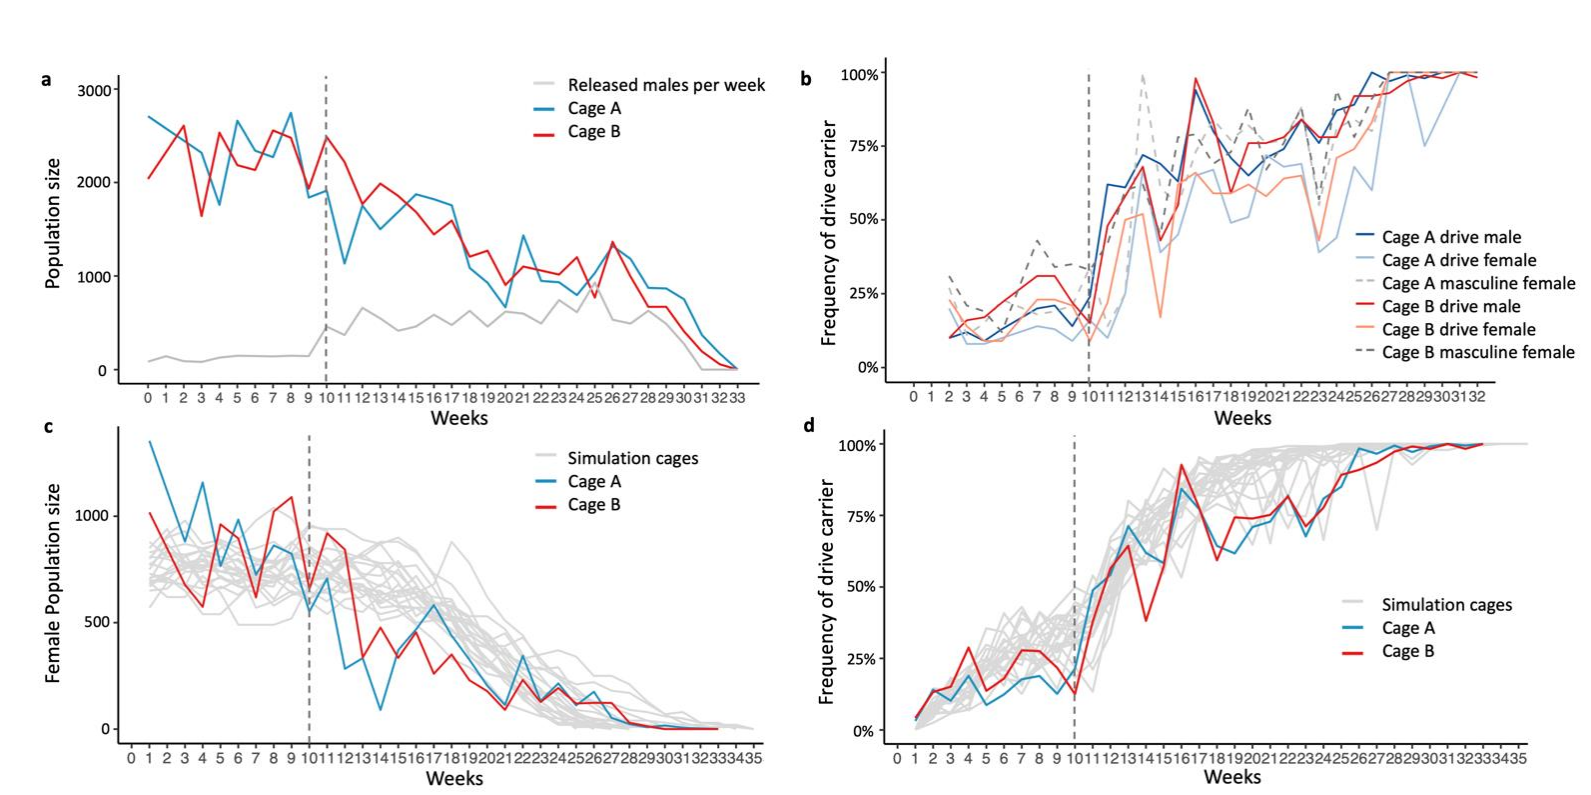 a
Population size
3000
2000
1000
0
Released males per week
Cage A
Cage B
0 1 2 3 4 5 6 7 8 9 10 11 12 13 14 15 16 17 18 19 20 21 22 23 24 25 26 27 28 29 30 31 32 33
Weeks
b
Frequency of drive carrier
100%
75%
50%
25%
0%
Cage A drive male
Cage A drive female
Cage A masculine female
Cage B drive male
Cage B drive female
Cage B masculine female
0 1 2 3 4 5 6 7 8 9 10 11 12 13 14 15 16 17 18 19 20 21 22 23 24 25 26 27 28 29 30 31 32
Weeks
c
Female Population size
1000
500
0
Simulation cages
Cage A
Cage B
0 1 2 3 4 5 6 7 8 9 10 11 12 13 14 15 16 17 18 19 20 21 22 23 24 25 26 27 28 29 30 31 32 33 34 35
Weeks
d
Frequency of drive carrier
100%
75%
50%
25%
0%
Simulation cages
Cage A
Cage B
0 1 2 3 4 5 6 7 8 9 10 11 12 13 14 15 16 17 18 19 20 21 22 23 24 25 26 27 28 29 30 31 32 33 34 35
Weeks